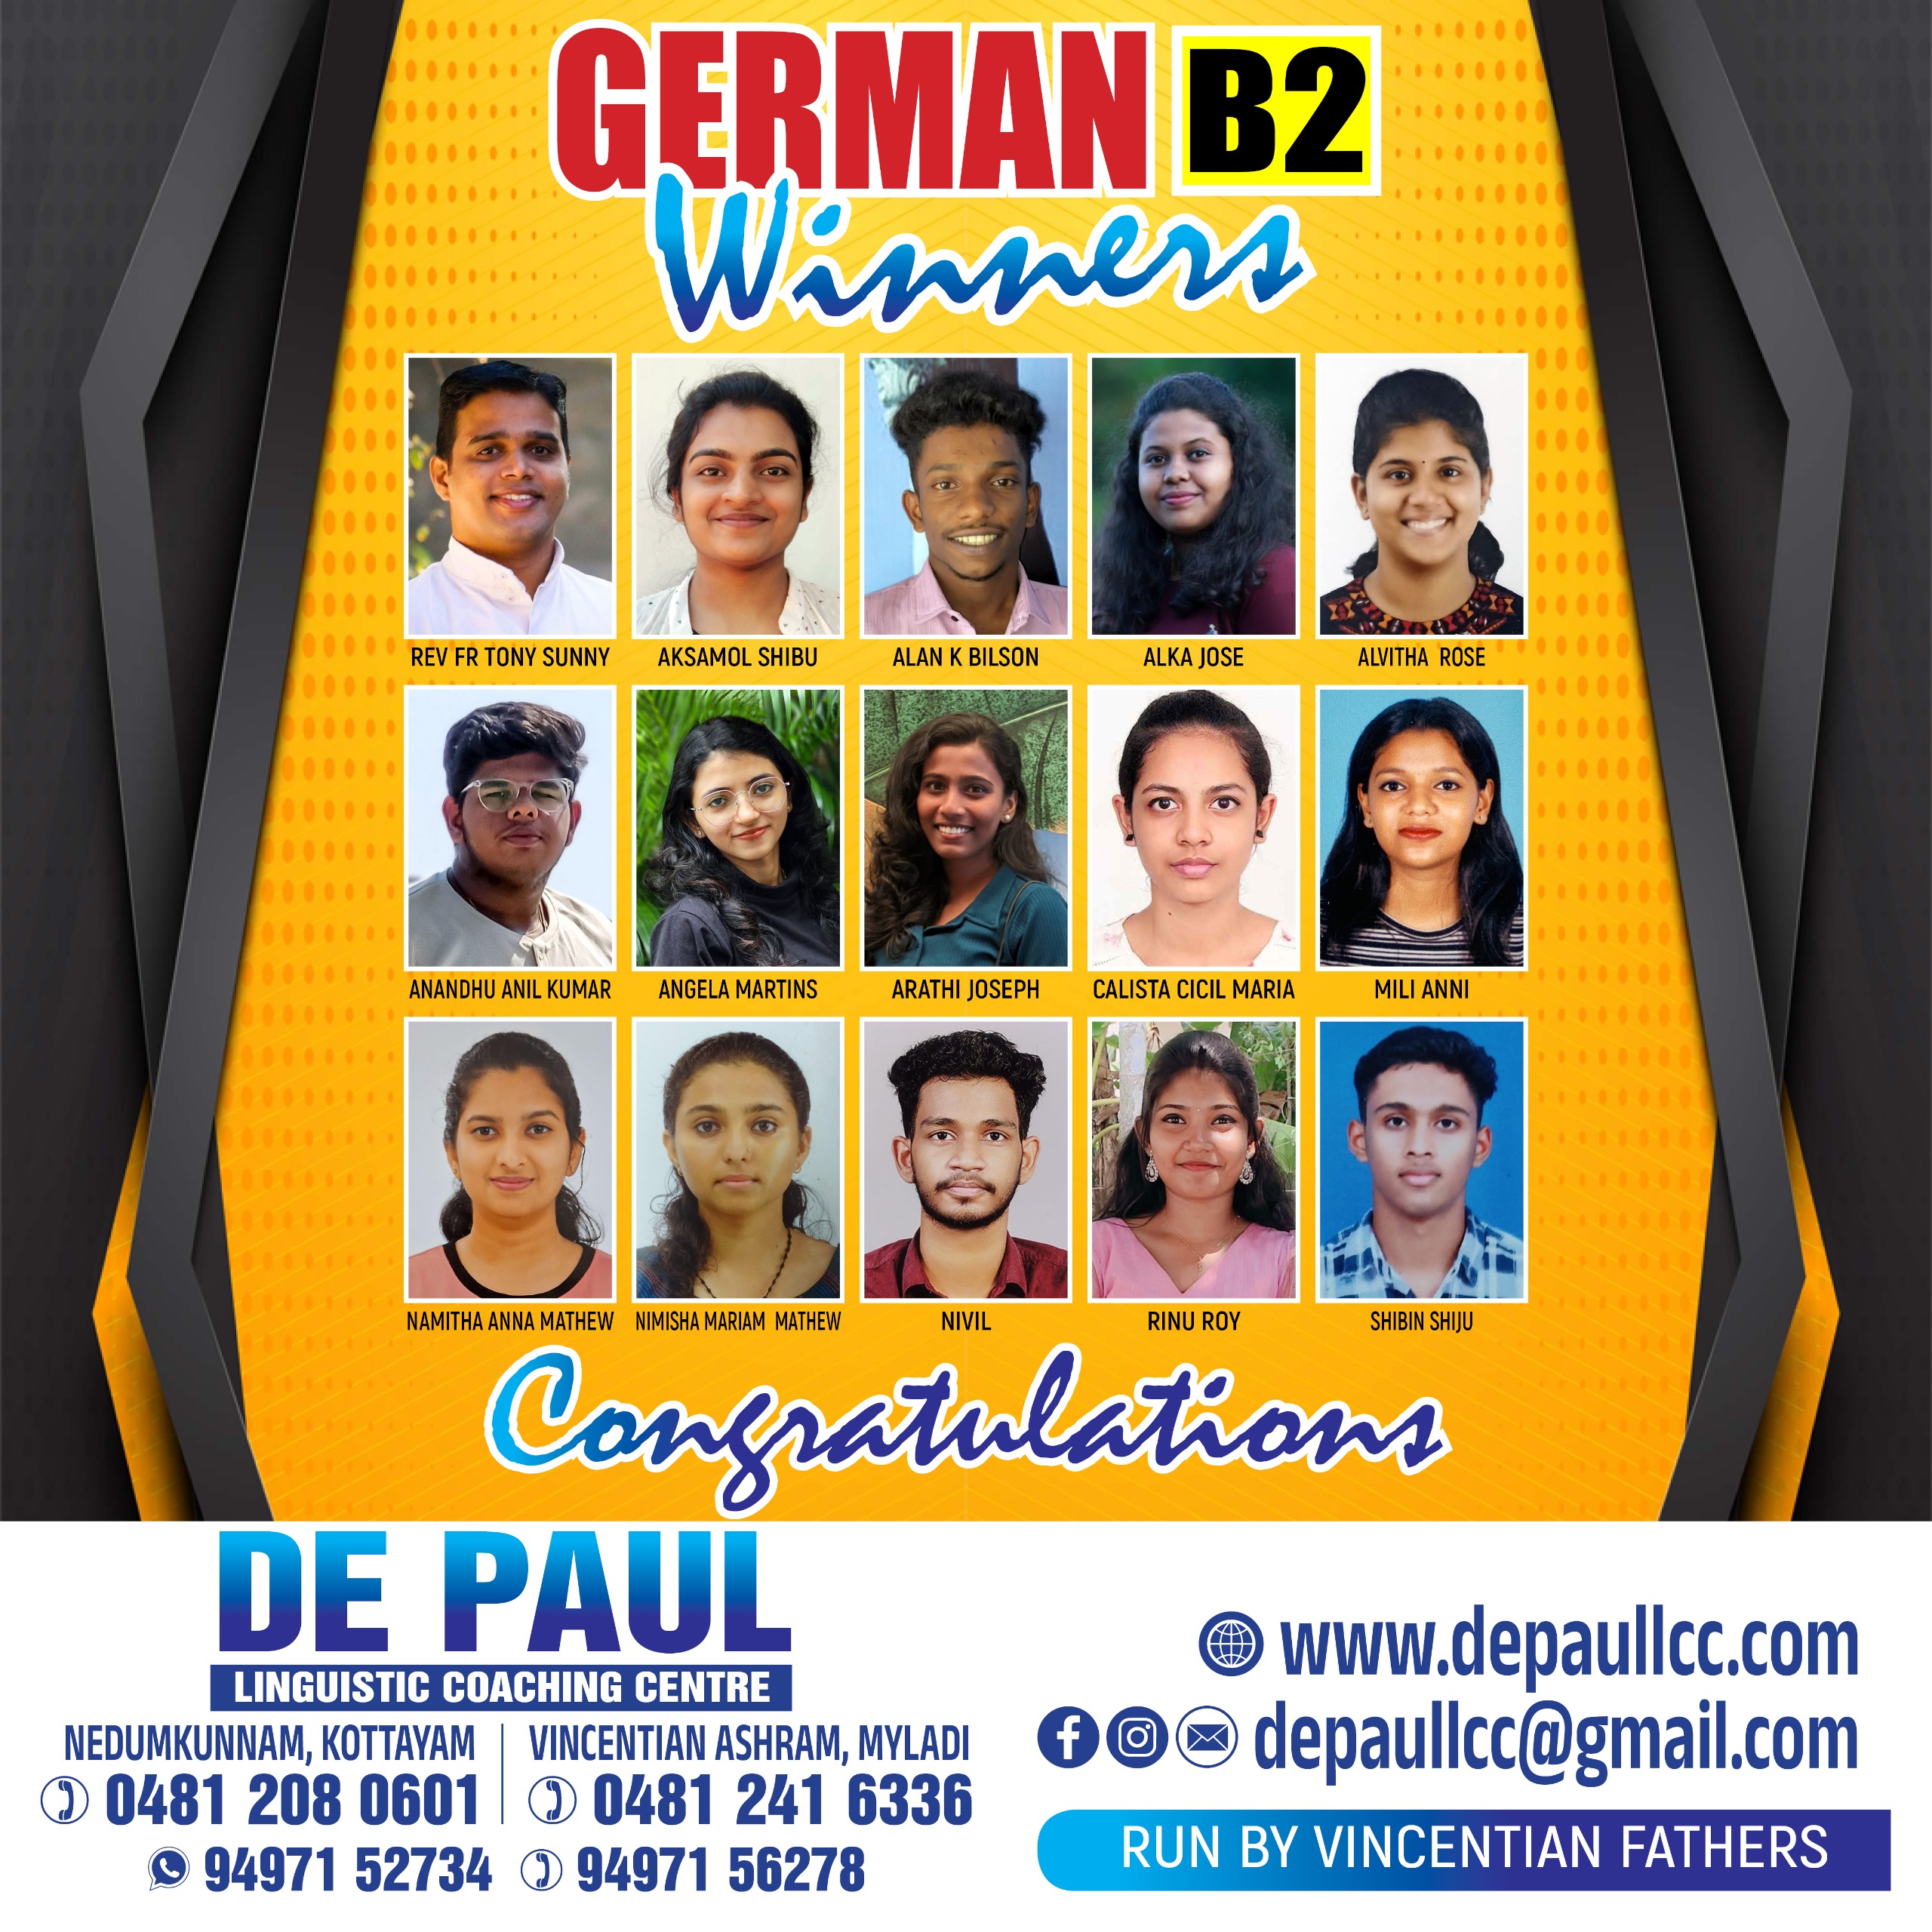 GERMAN B2
Winners
REV FR TONY SUNNY
AKSAMOL SHIBU
ALAN K BILSON
ALKA JOSE
ALVITHA ROSE
ANANDHU ANIL KUMAR
ANGELA MARTINS
ARATHI JOSEPH
CALISTA CICIL MARIA
MILI ANNI
NAMITHA ANNA MATHEW
NIMISHA MARIAM MATHEW
NIVIL
RINU ROY
SHIBIN SHIJU
Congratulations
DE PAUL
LINGUISTIC COACHING CENTRE
NEDUMKUNNAM, KOTTAYAM
0481 208 0601
VINCENTIAN ASHRAM, MYLADI
0481 241 6336
94971 52734
94971 56278
www.depaullcc.com
depaullcc@gmail.com
RUN BY VINCENTIAN FATHERS